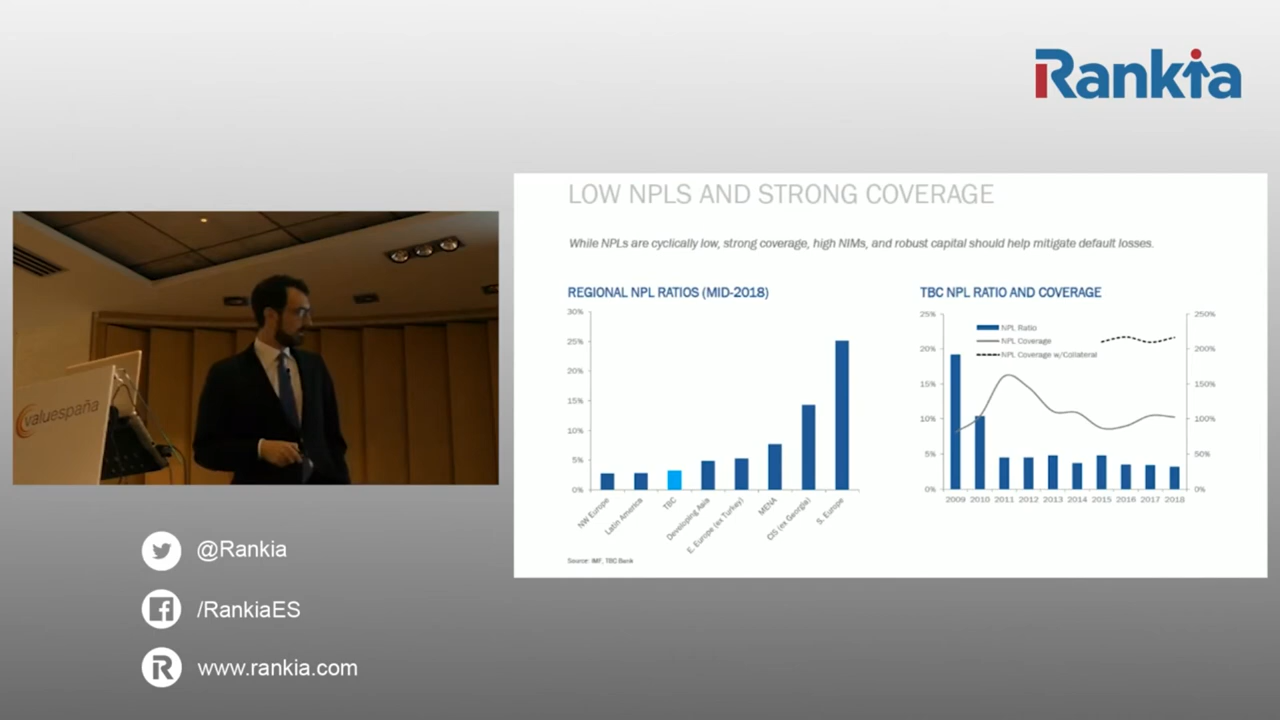 Rankia
LOW NPLS AND STRONG COVERAGE
While NPLs are cyclically low, strong coverage, high NIMs, and robust capital should help mitigate default losses.
REGIONAL NPL RATIOS (MID-2018)
30%
25%
20%
15%
10%
5%
0%
NW Europe
Latin America
TBC
Developing Asia
E. Europe (ex Turkey)
MENA
CIS (ex Georgia)
S. Europe
Source: IMF, TBC Bank
TBC NPL RATIO AND COVERAGE
25%
20%
15%
10%
5%
0%
NPL Ratio
NPL Coverage
NPL Coverage w/Collateral
250%
200%
150%
100%
50%
0%
2009 2010 2011 2012 2013 2014 2015 2016 2017 2018
valuespaña
@Rankia
/RankiaES
www.rankia.com